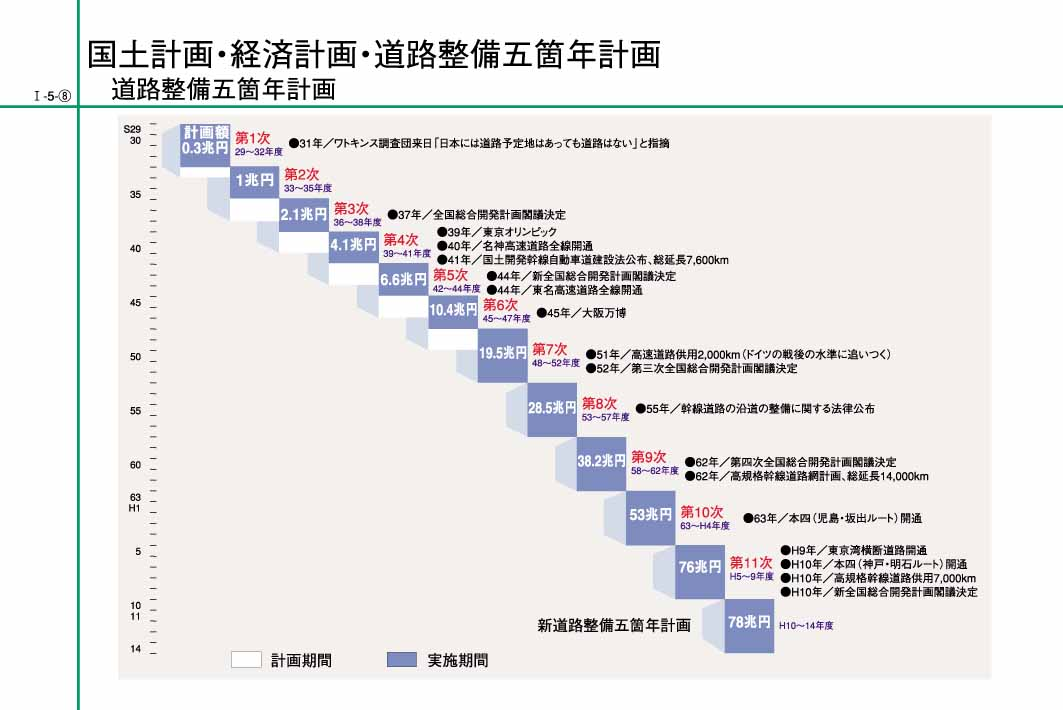 国土計画・経済計画・道路整備五箇年計画
Ⅰ-5-⑧
道路整備五箇年計画
S29
30
35
40
45
50
55
60
63
H1
5
10
11
14
計画額
0.3兆円
第1次
29～32年度
●31年／ワトキンス調査団来日「日本には道路予定地はあっても道路はない」と指摘
1兆円
第2次
33～35年度
2.1兆円
第3次
36～38年度
●37年／全国総合開発計画閣議決定
4.1兆円
第4次
39～41年度
●39年／東京オリンピック
●40年／名神高速道路全線開通
●41年／国土開発幹線自動車道建設法公布、総延長7,600km
6.6兆円
第5次
42～44年度
●44年／新全国総合開発計画閣議決定
●44年／東名高速道路全線開通
10.4兆円
第6次
45～47年度
●45年／大阪万博
19.5兆円
第7次
48～52年度
●51年／高速道路供用2,000km（ドイツの戦後の水準に追いつく）
●52年／第三次全国総合開発計画閣議決定
28.5兆円
第8次
53～57年度
●55年／幹線道路の沿道の整備に関する法律公布
38.2兆円
第9次
58～62年度
●62年／第四次全国総合開発計画閣議決定
●62年／高規格幹線道路網計画、総延長14,000km
53兆円
第10次
63～H4年度
●63年／本四（児島・坂出ルート）開通
76兆円
第11次
H5～9年度
●H9年／東京湾横断道路開通
●H10年／本四（神戸・明石ルート）開通
●H10年／高規格幹線道路供用7,000km
●H10年／新全国総合開発計画閣議決定
新道路整備五箇年計画
78兆円
H10～14年度
計画期間
実施期間